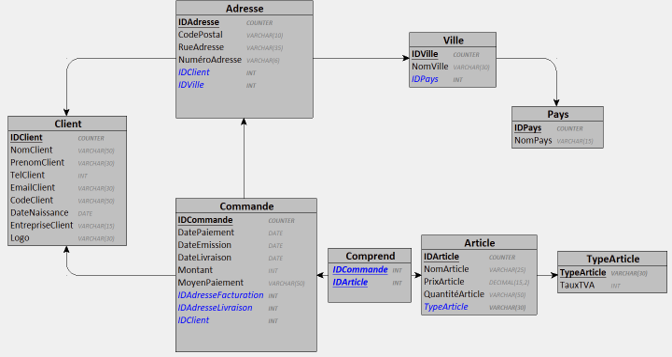 Adresse
IDAdresse COUNTER
CodePostal VARCHAR(10)
RueAdresse VARCHAR(55)
NuméroAdresse VARCHAR(6)
IDClient INT
IDVille INT
Ville
IDVille COUNTER
NomVille VARCHAR(30)
IDPays INT
Pays
IDPays COUNTER
NomPays VARCHAR(15)
Client
IDClient COUNTER
NomClient VARCHAR(50)
PrenomClient VARCHAR(30)
TelClient INT
EmailClient VARCHAR(50)
CodeClient VARCHAR(50)
DateNaissance DATE
EntrepriseClient VARCHAR(15)
Logo VARCHAR(30)
Commande
IDCommande COUNTER
DatePaiement DATE
DateEmission DATE
DateLivraison DATE
Montant INT
MoyenPaiement VARCHAR(50)
IDAdresseFacturation INT
IDAdresseLivraison INT
IDClient INT
Comprend
IDCommande INT
IDArticle INT
Article
IDArticle COUNTER
NomArticle VARCHAR(25)
PrixArticle DECIMAL(15,2)
QuantitéArticle VARCHAR(50)
TypeArticle VARCHAR(30)
TypeArticle
TypeArticle VARCHAR(30)
TauxTVA INT